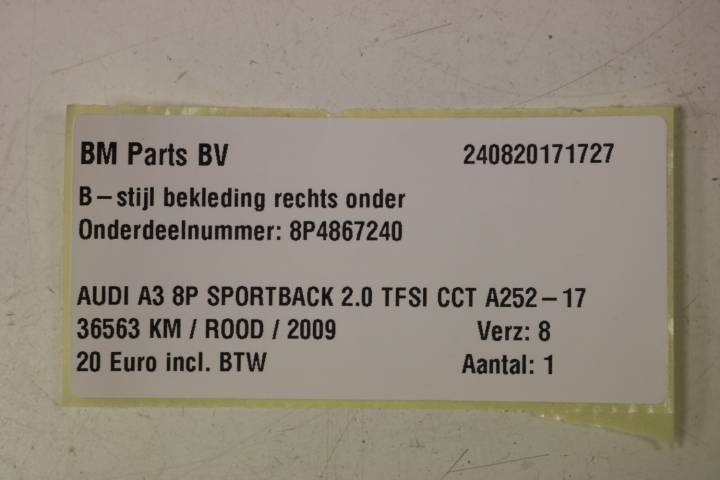 BM Parts BV 240820171727
B-stijl bekleding rechts onder
Onderdeelnummer: 8P4867240
AUDI A3 8P SPORTBACK 2.0 TFSI CCT A252-17
36563 KM / ROOD / 2009 Verz: 8
20 Euro incl. BTW Aantal: 1